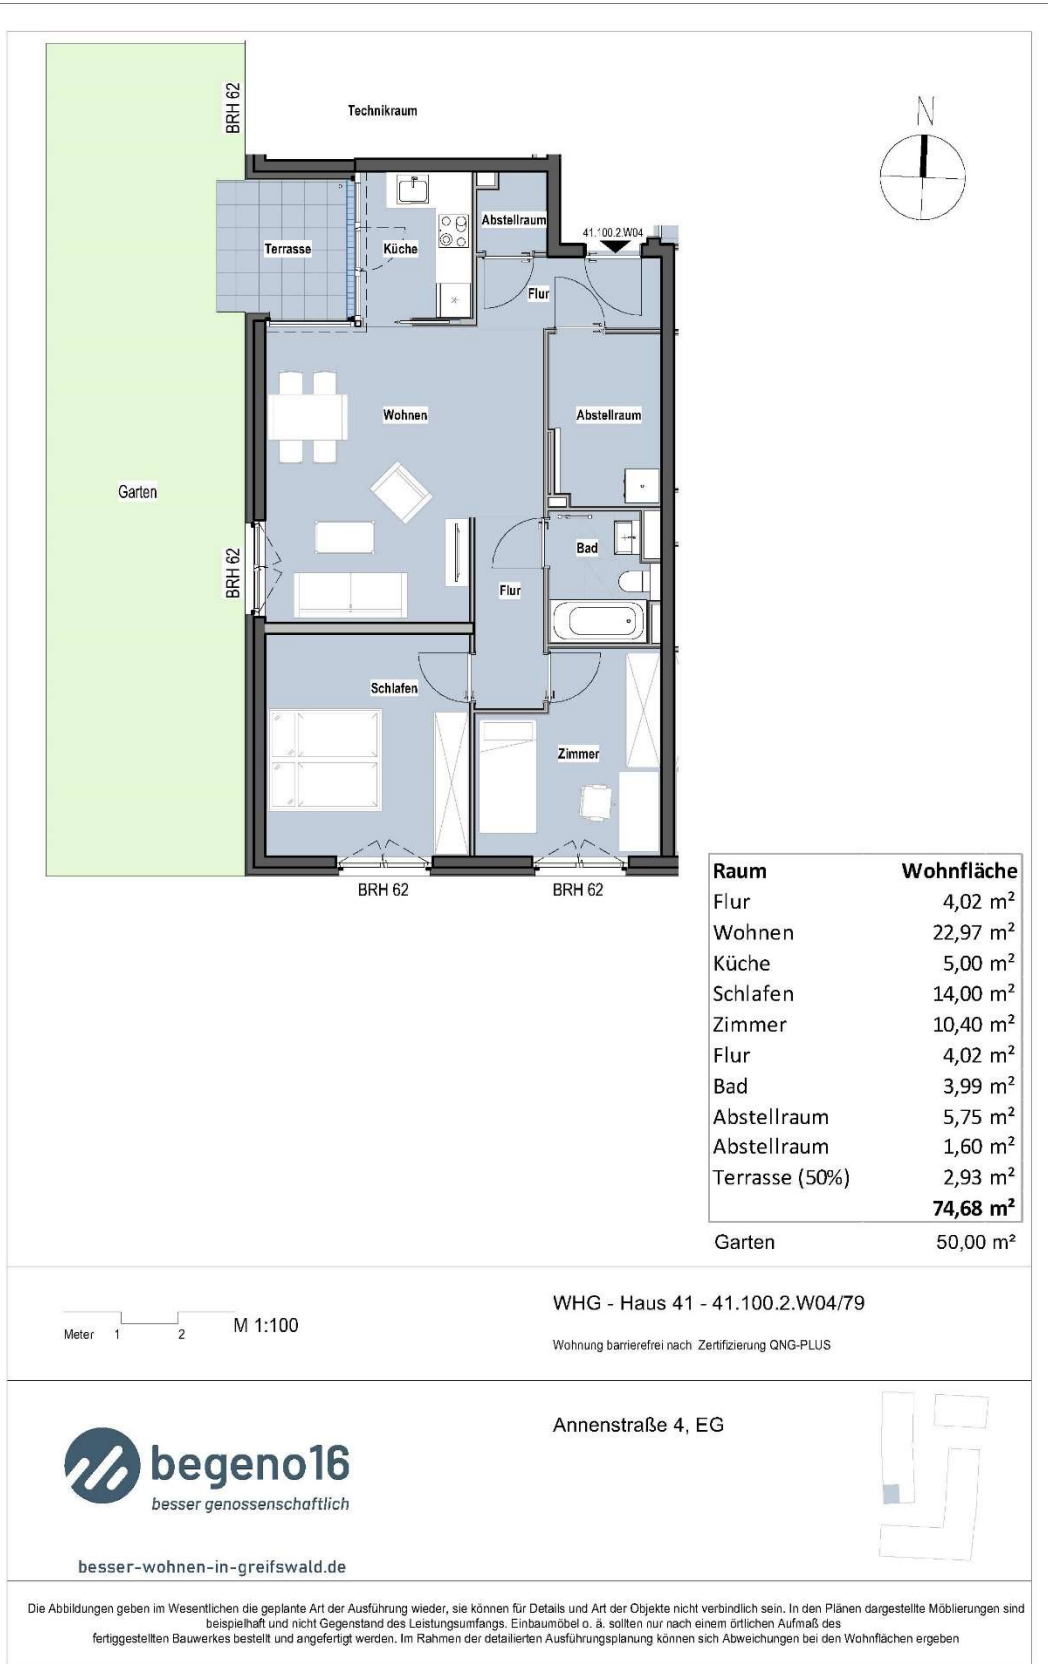 BRH 62
Technikraum
N
Abstellraum
41.100.2.W04
Terrasse
Küche
Flur
Wohnen
Abstellraum
Garten
Bad
BRH 62
Flur
Schlafen
Zimmer
BRH 62
BRH 62
Raum Wohnfläche
Flur 4,02 m²
Wohnen 22,97 m²
Küche 5,00 m²
Schlafen 14,00 m²
Zimmer 10,40 m²
Flur 4,02 m²
Bad 3,99 m²
Abstellraum 5,75 m²
Abstellraum 1,60 m²
Terrasse (50%) 2,93 m²
74,68 m²
Garten 50,00 m²
Meter 1 2 M 1:100
WHG - Haus 41 - 41.100.2.W04/79
Wohnung barrierefrei nach Zertifizierung QNG-PLUS
Annenstraße 4, EG
begeno16
besser genossenschaftlich
besser-wohnen-in-greifswald.de
Die Abbildungen geben im Wesentlichen die geplante Art der Ausführung wieder, sie können für Details und Art der Objekte nicht verbindlich sein. In den Plänen dargestellte Möblierungen sind
beispielhaft und nicht Gegenstand des Leistungsumfangs. Einbaumöbel o. ä. sollten nur nach einem örtlichen Aufmaß des
fertiggestellten Bauwerkes bestellt und angefertigt werden. Im Rahmen der detailierten Ausführungsplanung können sich Abweichungen bei den Wohnflächen ergeben